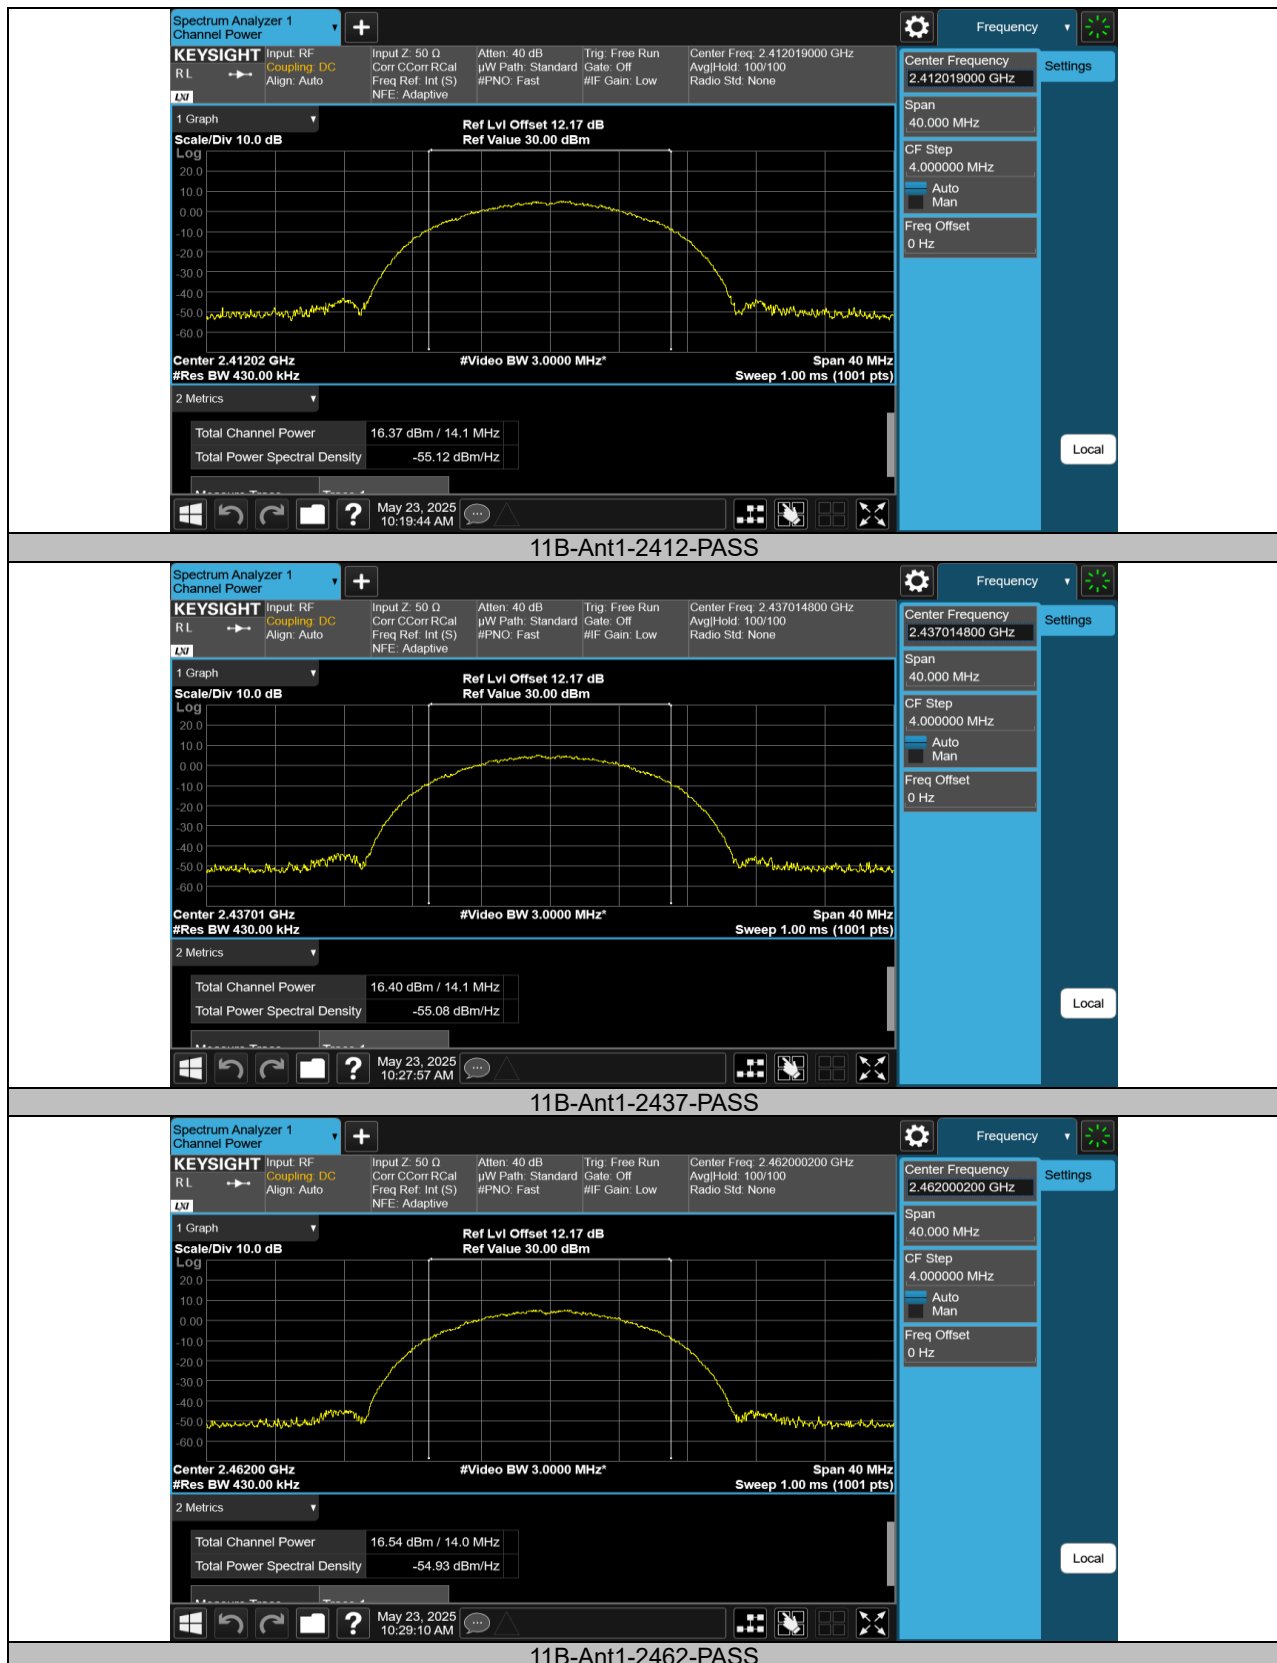 Spectrum Analyzer 1
Channel Power
Frequency
KEYSIGHT
R L
LXI
Input: RF
Coupling: DC
Align: Auto
Input Z: 50 Ω
Corr CCorr RCal
Freq Ref: Int (S)
NFE: Adaptive
Atten: 40 dB
µW Path: Standard
#PNO: Fast
Trig: Free Run
Gate: Off
#IF Gain: Low
Center Freq: 2.412019000 GHz
Avg|Hold: 100/100
Radio Std: None
Center Frequency
2.412019000 GHz
Settings
Span
40.000 MHz
CF Step
4.000000 MHz
Auto
Man
Freq Offset
0 Hz
1 Graph
Scale/Div 10.0 dB
Ref Lvl Offset 12.17 dB
Ref Value 30.00 dBm
Log
20.0
10.0
0.00
-10.0
-20.0
-30.0
-40.0
-50.0
-60.0
Center 2.41202 GHz
#Video BW 3.0000 MHz*
Span 40 MHz
#Res BW 430.00 kHz
Sweep 1.00 ms (1001 pts)
2 Metrics
Total Channel Power 16.37 dBm / 14.1 MHz
Total Power Spectral Density -55.12 dBm/Hz
Local
May 23, 2025
10:19:44 AM
11B-Ant1-2412-PASS
Spectrum Analyzer 1
Channel Power
Frequency
KEYSIGHT
R L
LXI
Input: RF
Coupling: DC
Align: Auto
Input Z: 50 Ω
Corr CCorr RCal
Freq Ref: Int (S)
NFE: Adaptive
Atten: 40 dB
µW Path: Standard
#PNO: Fast
Trig: Free Run
Gate: Off
#IF Gain: Low
Center Freq: 2.437014800 GHz
Avg|Hold: 100/100
Radio Std: None
Center Frequency
2.437014800 GHz
Settings
Span
40.000 MHz
CF Step
4.000000 MHz
Auto
Man
Freq Offset
0 Hz
1 Graph
Scale/Div 10.0 dB
Ref Lvl Offset 12.17 dB
Ref Value 30.00 dBm
Log
20.0
10.0
0.00
-10.0
-20.0
-30.0
-40.0
-50.0
-60.0
Center 2.43701 GHz
#Video BW 3.0000 MHz*
Span 40 MHz
#Res BW 430.00 kHz
Sweep 1.00 ms (1001 pts)
2 Metrics
Total Channel Power 16.40 dBm / 14.1 MHz
Total Power Spectral Density -55.08 dBm/Hz
Local
May 23, 2025
10:27:57 AM
11B-Ant1-2437-PASS
Spectrum Analyzer 1
Channel Power
Frequency
KEYSIGHT
R L
LXI
Input: RF
Coupling: DC
Align: Auto
Input Z: 50 Ω
Corr CCorr RCal
Freq Ref: Int (S)
NFE: Adaptive
Atten: 40 dB
µW Path: Standard
#PNO: Fast
Trig: Free Run
Gate: Off
#IF Gain: Low
Center Freq: 2.462000200 GHz
Avg|Hold: 100/100
Radio Std: None
Center Frequency
2.462000200 GHz
Settings
Span
40.000 MHz
CF Step
4.000000 MHz
Auto
Man
Freq Offset
0 Hz
1 Graph
Scale/Div 10.0 dB
Ref Lvl Offset 12.17 dB
Ref Value 30.00 dBm
Log
20.0
10.0
0.00
-10.0
-20.0
-30.0
-40.0
-50.0
-60.0
Center 2.46200 GHz
#Video BW 3.0000 MHz*
Span 40 MHz
#Res BW 430.00 kHz
Sweep 1.00 ms (1001 pts)
2 Metrics
Total Channel Power 16.54 dBm / 14.0 MHz
Total Power Spectral Density -54.93 dBm/Hz
Local
May 23, 2025
10:29:10 AM
11B-Ant1-2462-PASS